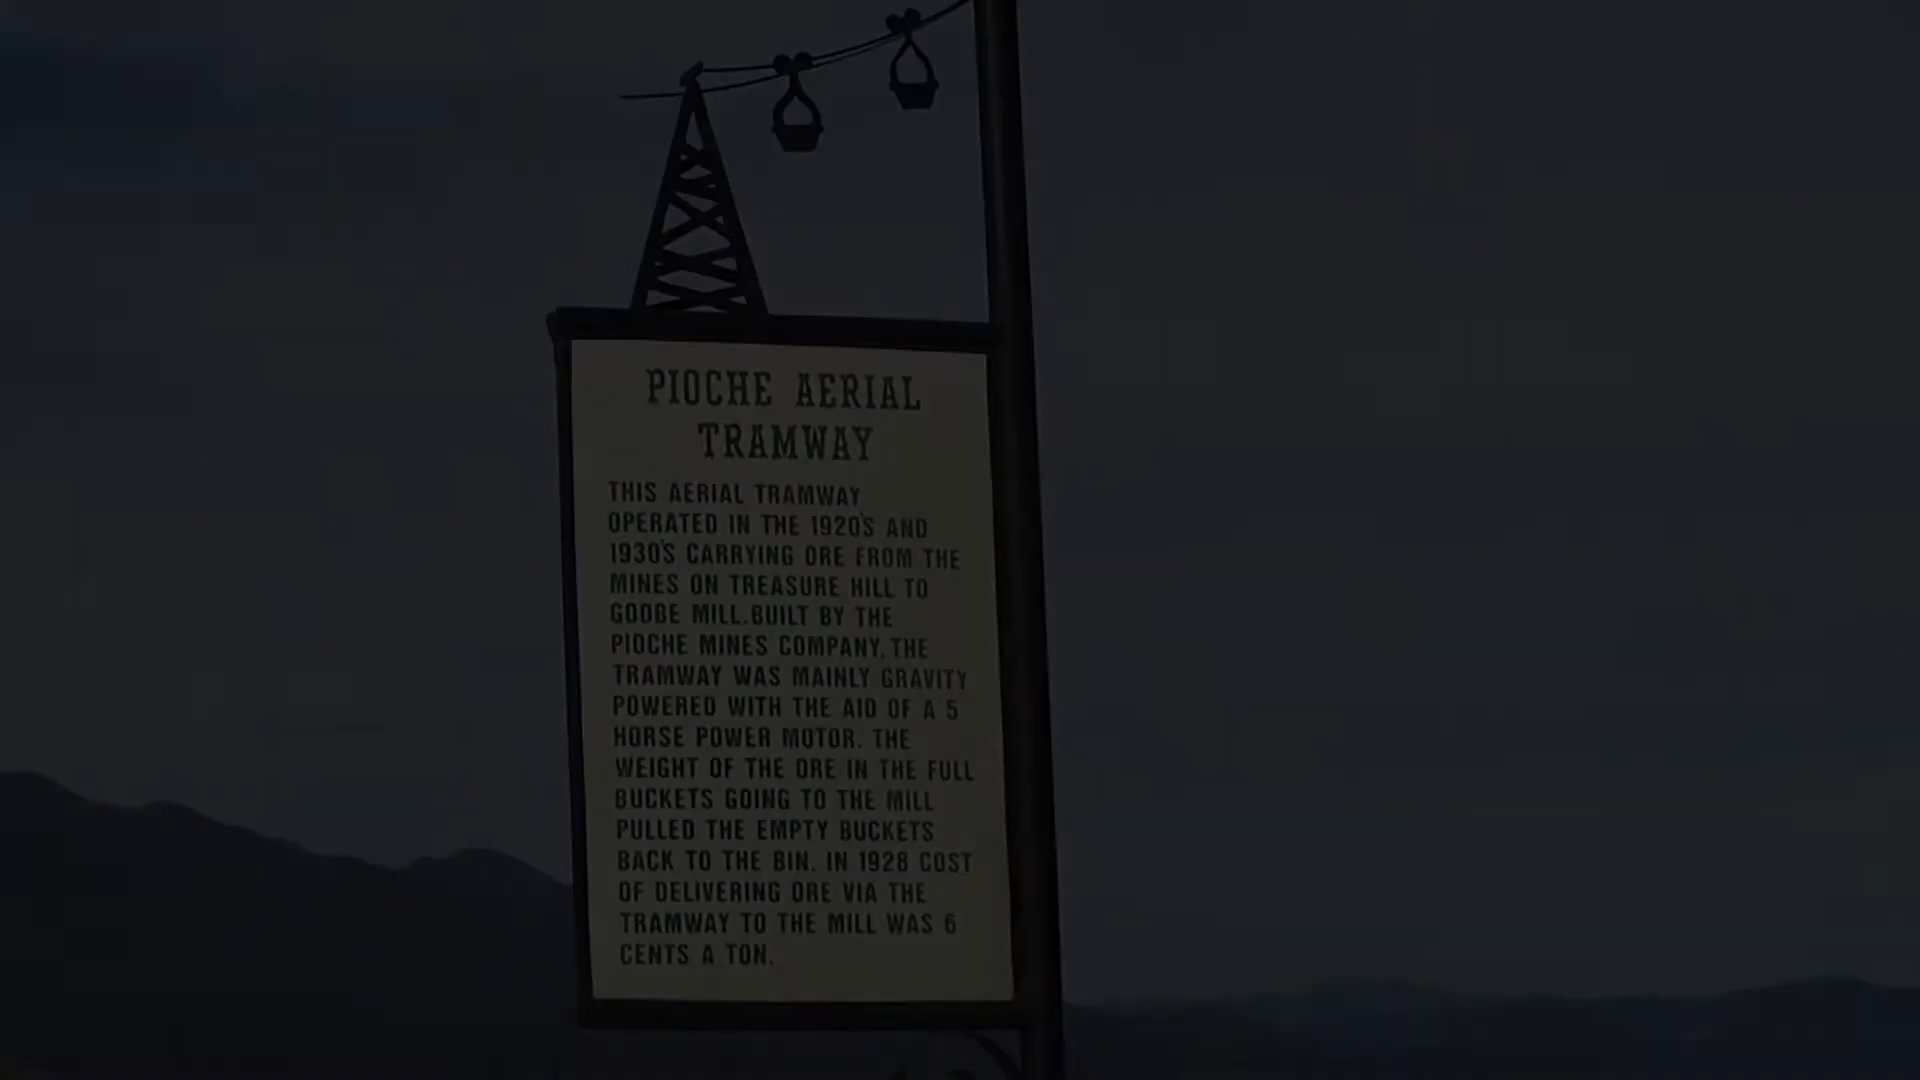 PIOCHE AERIAL
TRAMWAY
THIS AERIAL TRAMWAY
OPERATED IN THE 1920'S AND
1930'S CARRYING ORE FROM THE
MINES ON TREASURE HILL TO
GODBE MILL.BUILT BY THE
PIOCHE MINES COMPANY, THE
TRAMWAY WAS MAINLY GRAVITY
POWERED WITH THE AID OF A 5
HORSE POWER MOTOR. THE
WEIGHT OF THE ORE IN THE FULL
BUCKETS GOING TO THE MILL
PULLED THE EMPTY BUCKETS
BACK TO THE BIN. IN 1928 COST
OF DELIVERING ORE VIA THE
TRAMWAY TO THE MILL WAS 6
CENTS A TON.